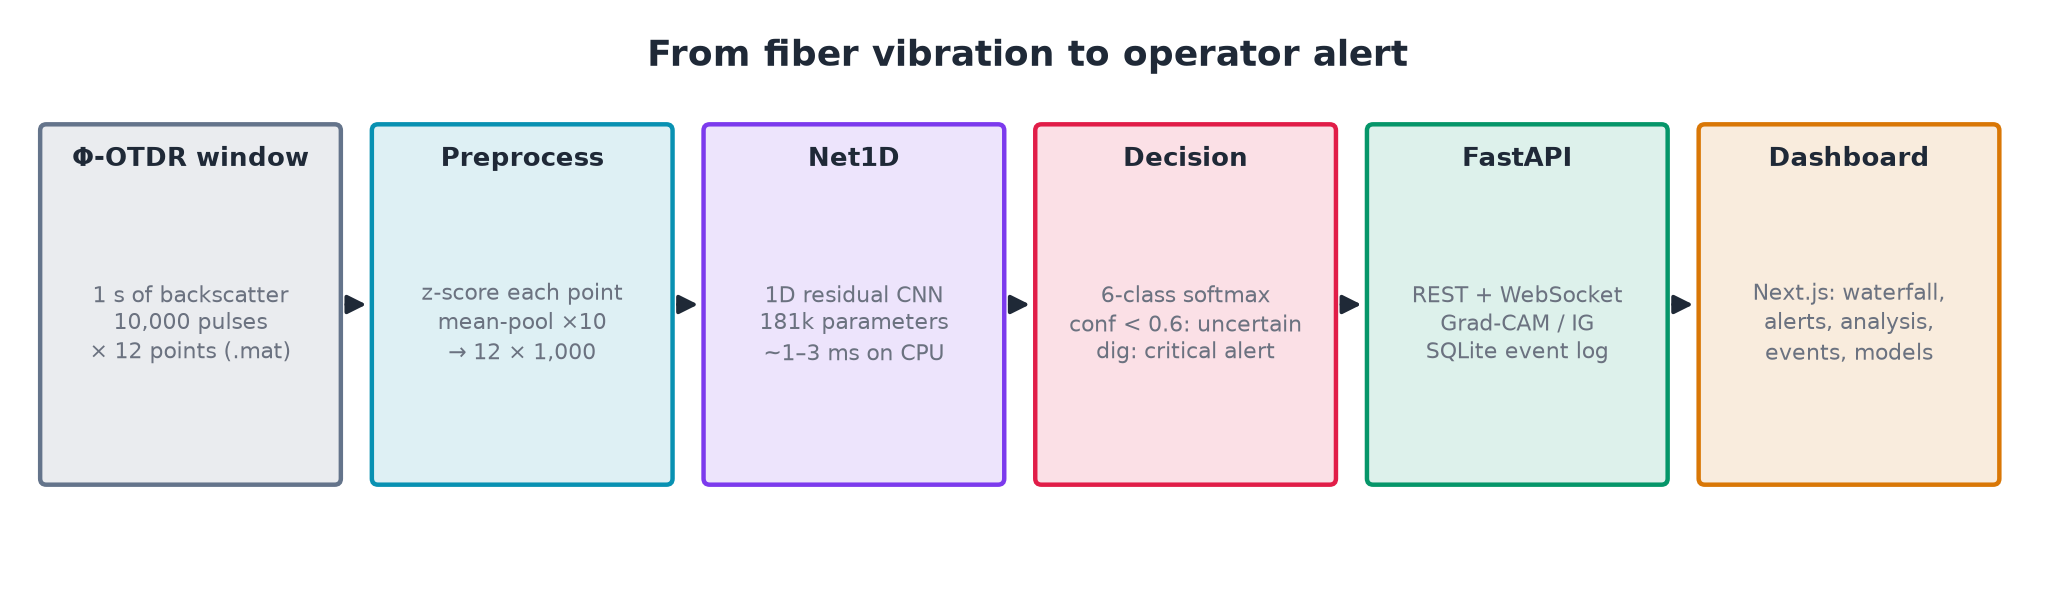 From fiber vibration to operator alert
Φ-OTDR window
1 s of backscatter
10,000 pulses
× 12 points (.mat)
Preprocess
z-score each point
mean-pool ×10
→ 12 × 1,000
Net1D
1D residual CNN
181k parameters
~1–3 ms on CPU
Decision
6-class softmax
conf < 0.6: uncertain
dig: critical alert
FastAPI
REST + WebSocket
Grad-CAM / IG
SQLite event log
Dashboard
Next.js: waterfall,
alerts, analysis,
events, models